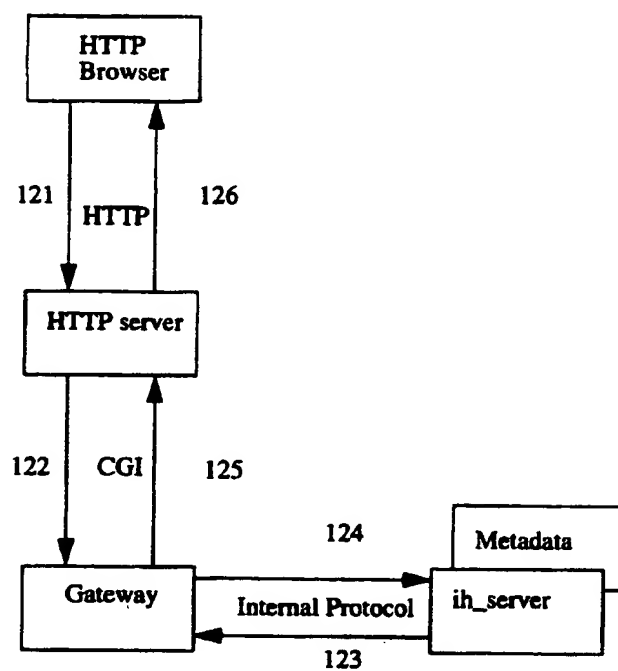 HTTP
Browser
121
HTTP
126
HTTP server
122
CGI
125
124
Metadata
Gateway
Internal Protocol
ih_server
123